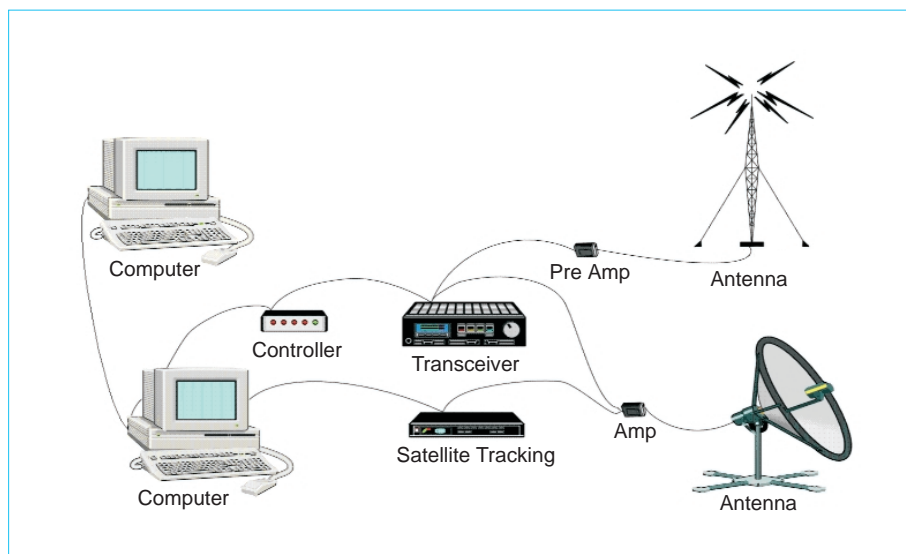 Computer
Pre Amp
Antenna
Controller
Transceiver
Amp
Satellite Tracking
Computer
Antenna